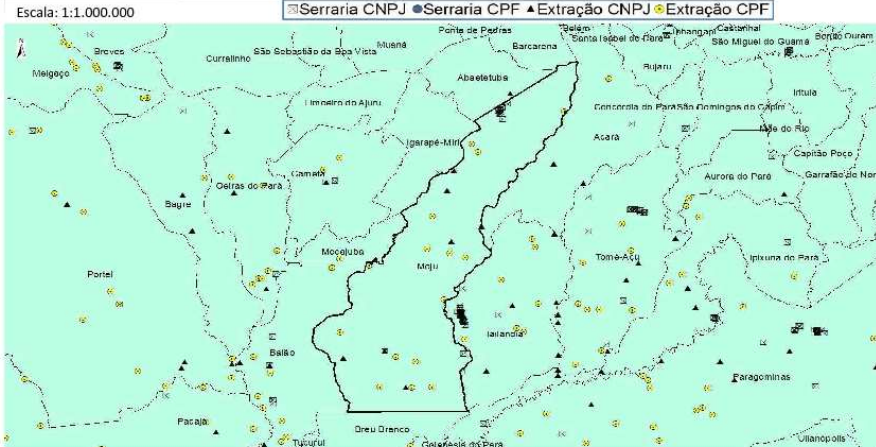 Escala: 1:1.000.000
Serraria CNPJ Serraria CPF Extração CNPJ Extração CPF
Ponta de Pedras
Belém
Santa Isabel do Pará
Inhangapi
Castanhal
Breves
São Sebastião da Boa Vista
Muaná
Barcarena
São Miguel do Guamá
Bonito
Ourém
Melgaço
Curralinho
Abaetetuba
Bujaru
Irituia
Limoeiro do Ajuru
Concórdia do Pará
São Domingos do Capim
Igarapé-Miri
Acará
Mãe do Rio
Capitão Poço
Cametá
Aurora do Pará
Oeiras do Pará
Bagre
Mocajuba
Tomé-Açu
Ipixuna do Pará
Portel
Moju
Tailândia
Baião
Paragominas
Pacajá
Breu Branco
Tucuruí
Goianésia do Pará
Ulianópolis